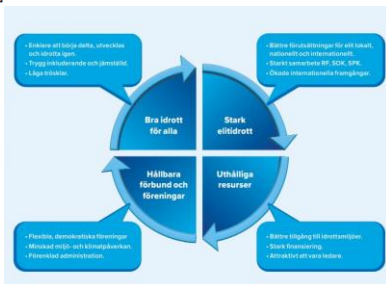 • Enklare att börja delta, utvecklas
och idrotta igen.
• Trygg inkluderande och jämställd.
• Låga trösklar.
• Bättre förutsättningar för elit lokalt,
nationellt och internationellt.
• Starkt samarbete RF, SOK, SPK.
• Ökade internationella framgångar.
Bra idrott
för alla
Stark
elitidrott
Hållbara
förbund och
föreningar
Uthålliga
resurser
• Flexibla, demokratiska föreningar
• Minskad miljö- och klimatpåverkan.
• Förenklad administration.
• Bättre tillgång till idrottsmiljöer.
• Stark finansiering.
• Attraktivt att vara ledare.